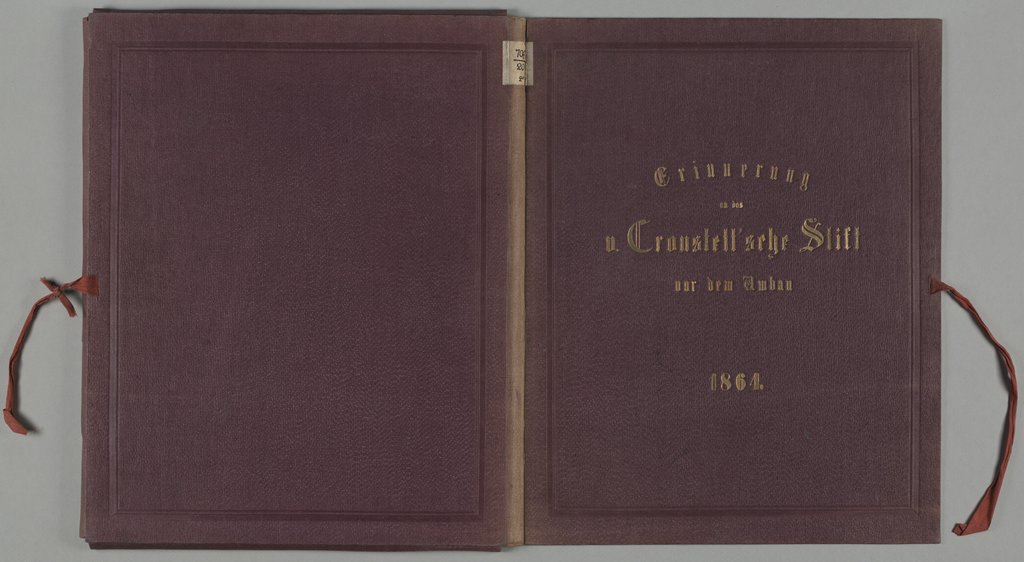 Erinnerung
an das
v. Cronstett'sche Stift
vor dem Umbau
1864.